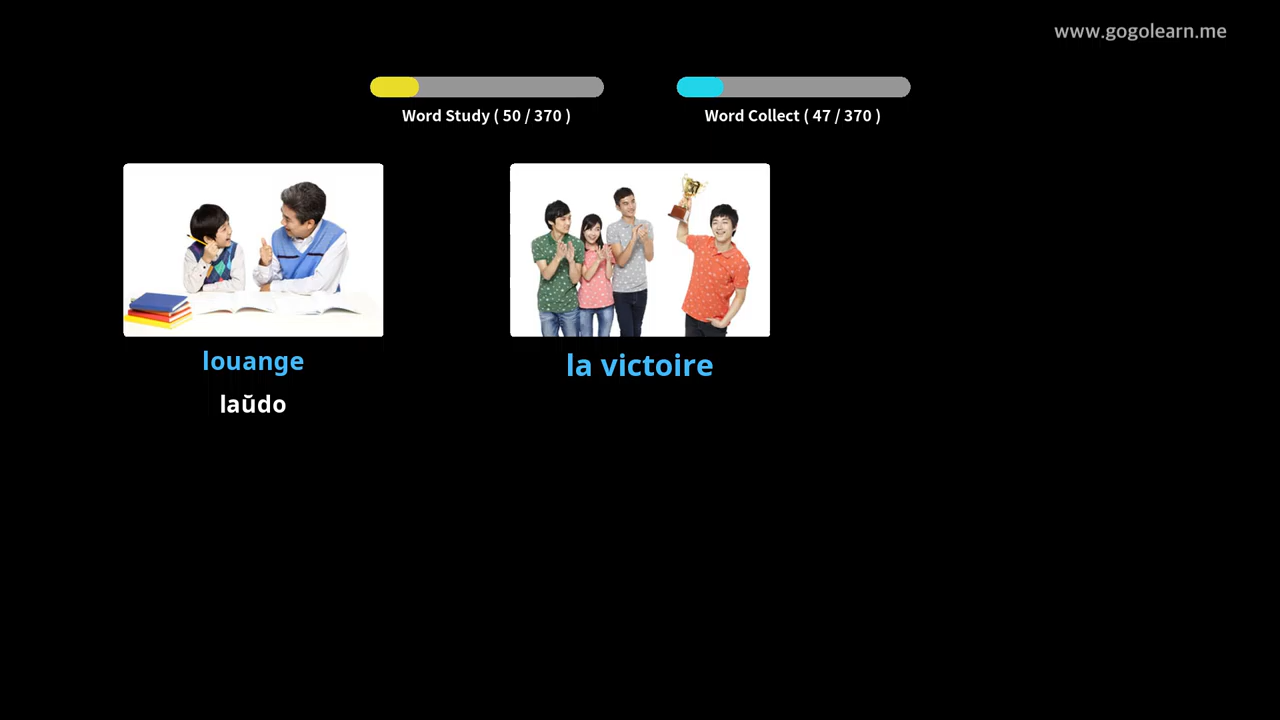 www.gogolearn.me
Word Study ( 50 / 370 )
Word Collect ( 47 / 370 )
louange
laŭdo
la victoire